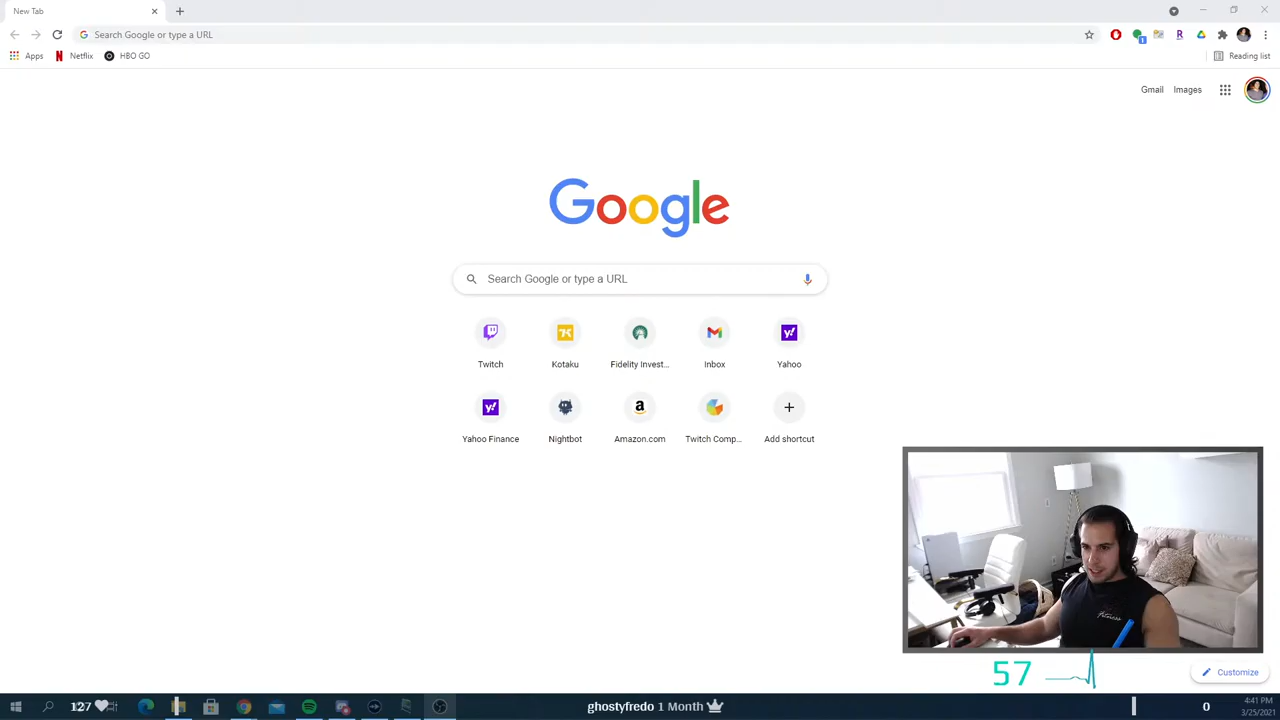 New Tab
Search Google or type a URL
Apps
Netflix
HBO GO
Reading list
Gmail
Images
Google
Search Google or type a URL
Twitch
Kotaku
Fidelity Invest...
Inbox
Yahoo
Yahoo Finance
Nightbot
Amazon.com
Twitch Comp...
Add shortcut
Fitness
57
Customize
127
ghostyfredo 1 Month
0
4:41 PM
3/25/2021